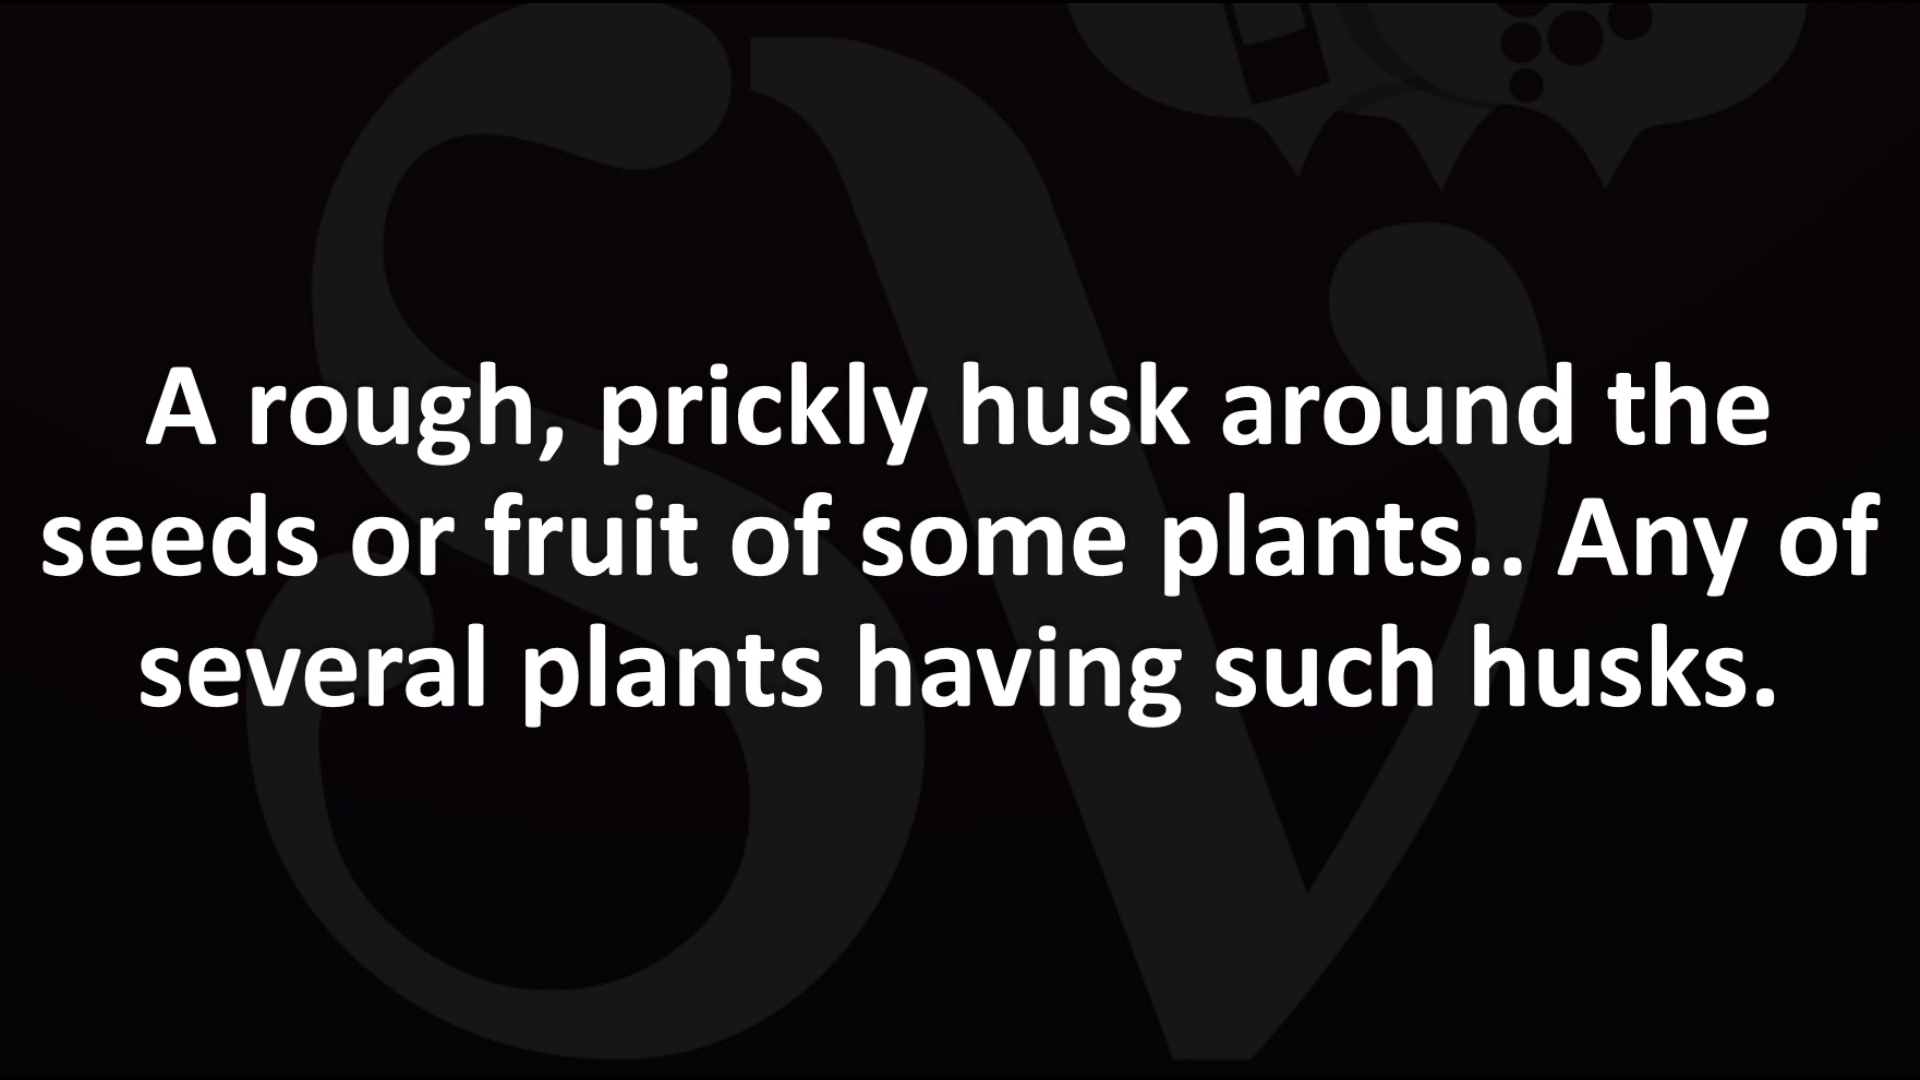 A rough, prickly husk around the
seeds or fruit of some plants.. Any of
several plants having such husks.